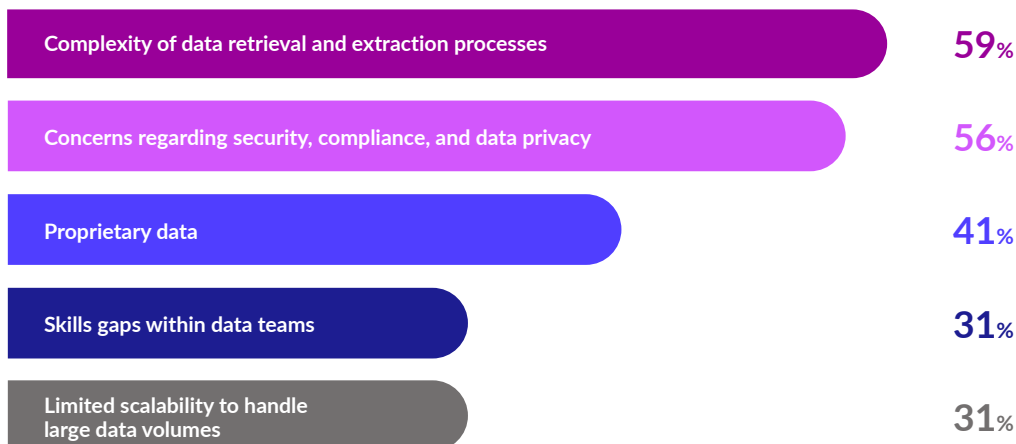 Complexity of data retrieval and extraction processes 59%
Concerns regarding security, compliance, and data privacy 56%
Proprietary data 41%
Skills gaps within data teams 31%
Limited scalability to handle
large data volumes 31%